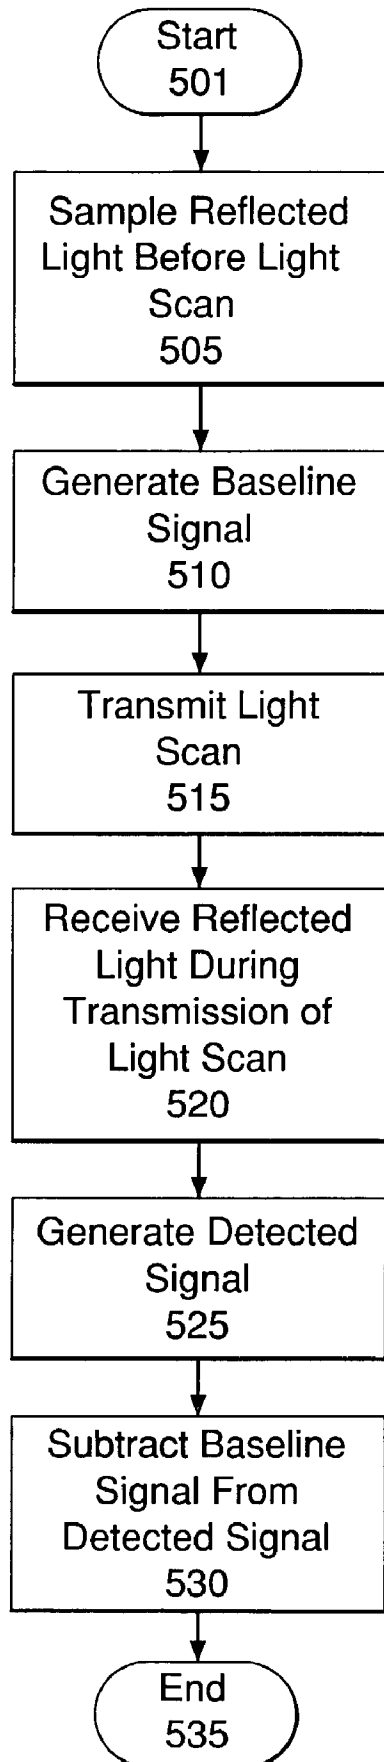 Start
501
Sample Reflected
Light Before Light
Scan
505
Generate Baseline
Signal
510
Transmit Light
Scan
515
Receive Reflected
Light During
Transmission of
Light Scan
520
Generate Detected
Signal
525
Subtract Baseline
Signal From
Detected Signal
530
End
535